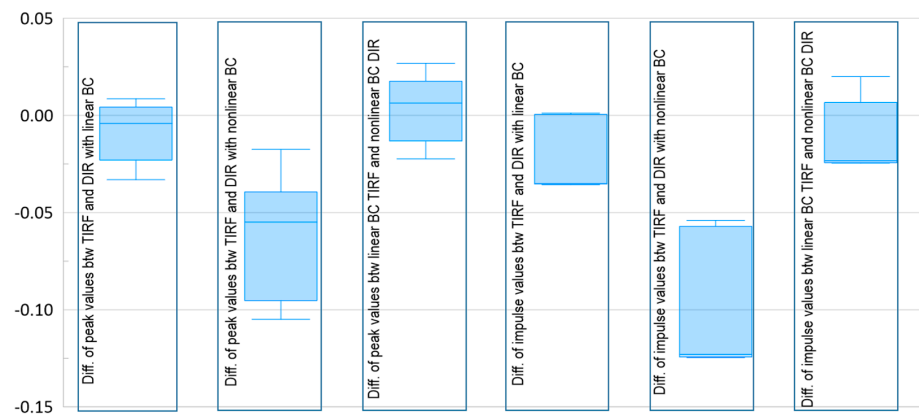 0.05
0.00
-0.05
-0.10
-0.15
Diff. of peak values btw TIRF and DIR with linear BC
Diff. of peak values btw TIRF and DIR with nonlinear BC
Diff. of peak values btw linear BC TIRF and nonlinear BC DIR
Diff. of impulse values btw TIRF and DIR with linear BC
Diff. of impulse values btw TIRF and DIR with nonlinear BC
Diff. of impulse values btw linear BC TIRF and nonlinear BC DIR